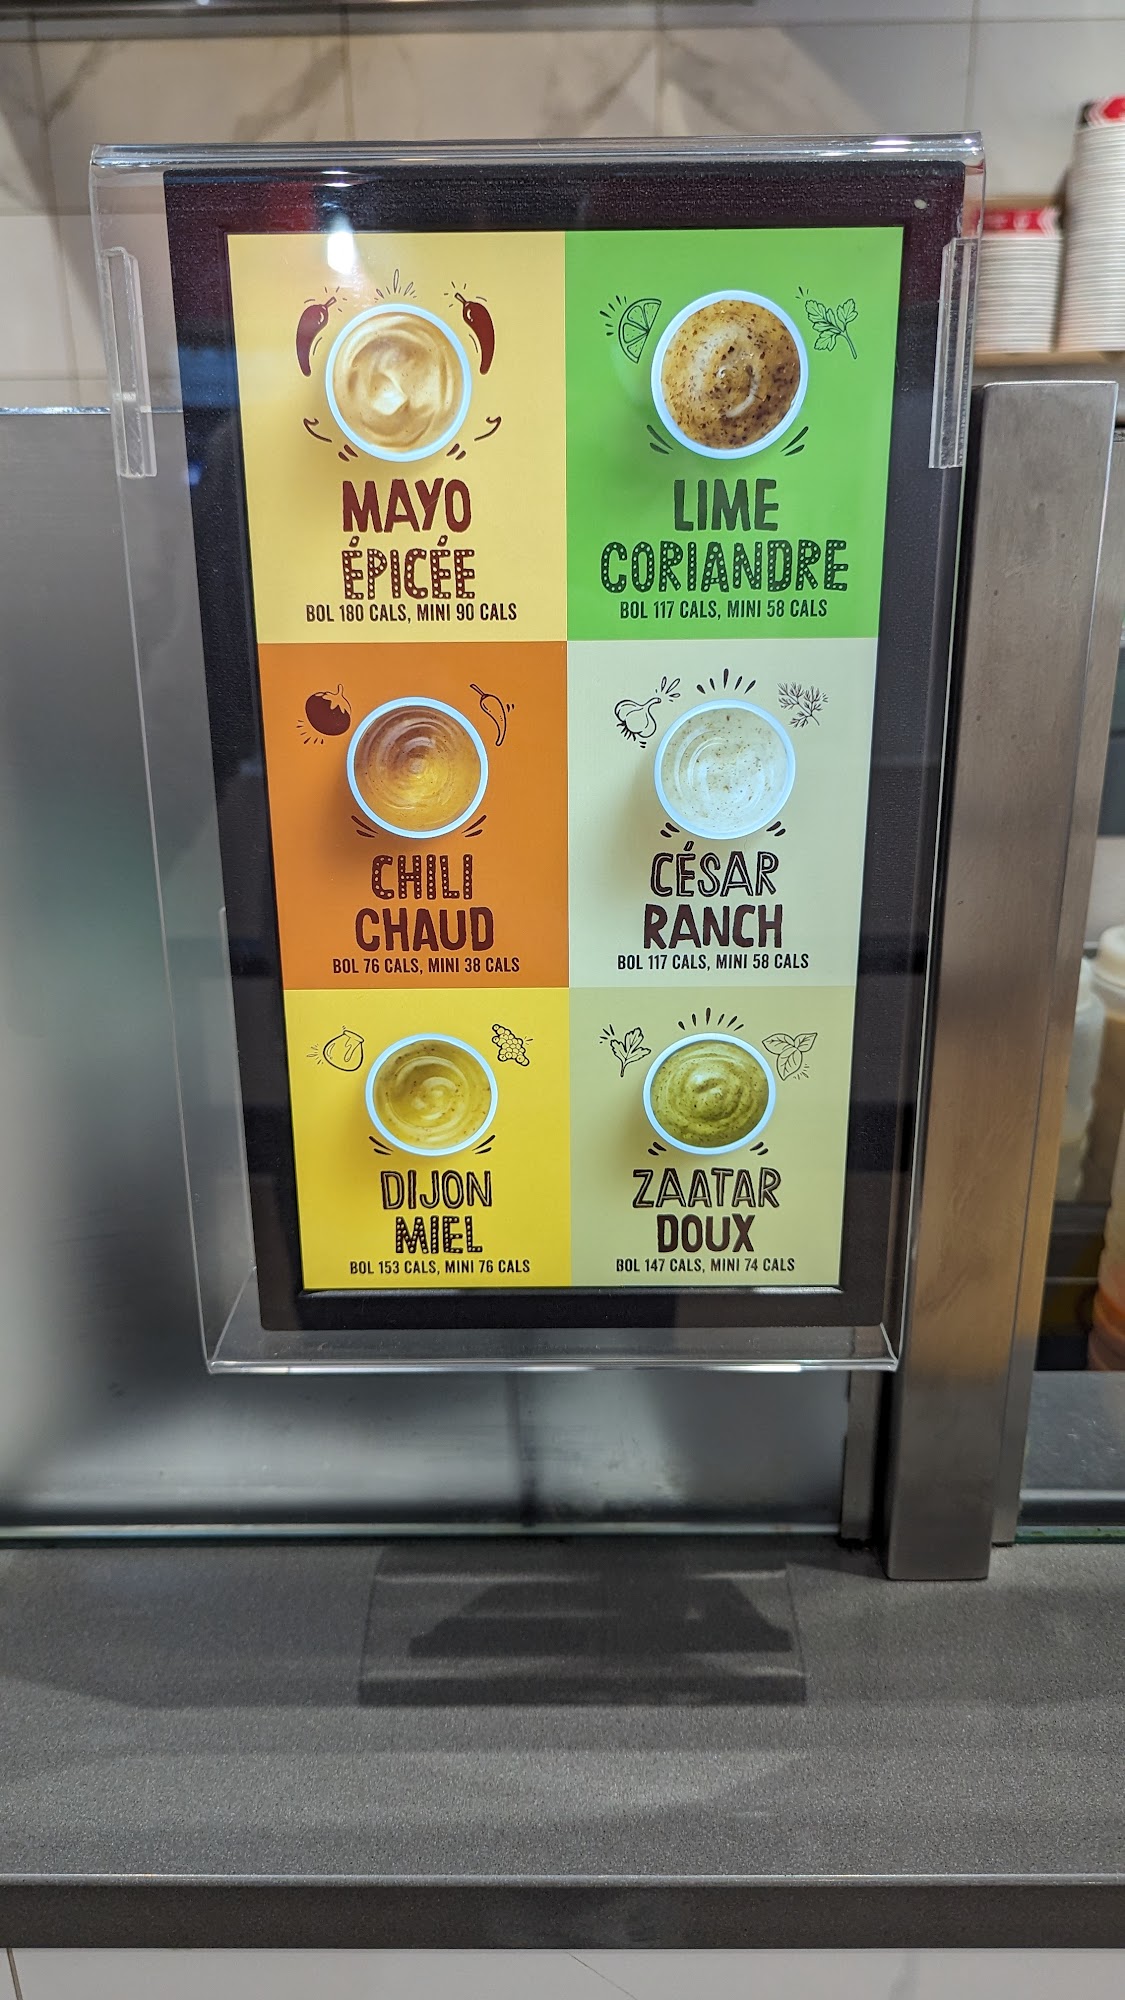 MAYO
ÉPICÉE
BOL 180 CALS, MINI 90 CALS
LIME
CORIANDRE
BOL 117 CALS, MINI 58 CALS
CHILI
CHAUD
BOL 76 CALS, MINI 38 CALS
CÉSAR
RANCH
BOL 117 CALS, MINI 58 CALS
DIJON
MIEL
BOL 153 CALS, MINI 76 CALS
ZAATAR
DOUX
BOL 147 CALS, MINI 74 CALS